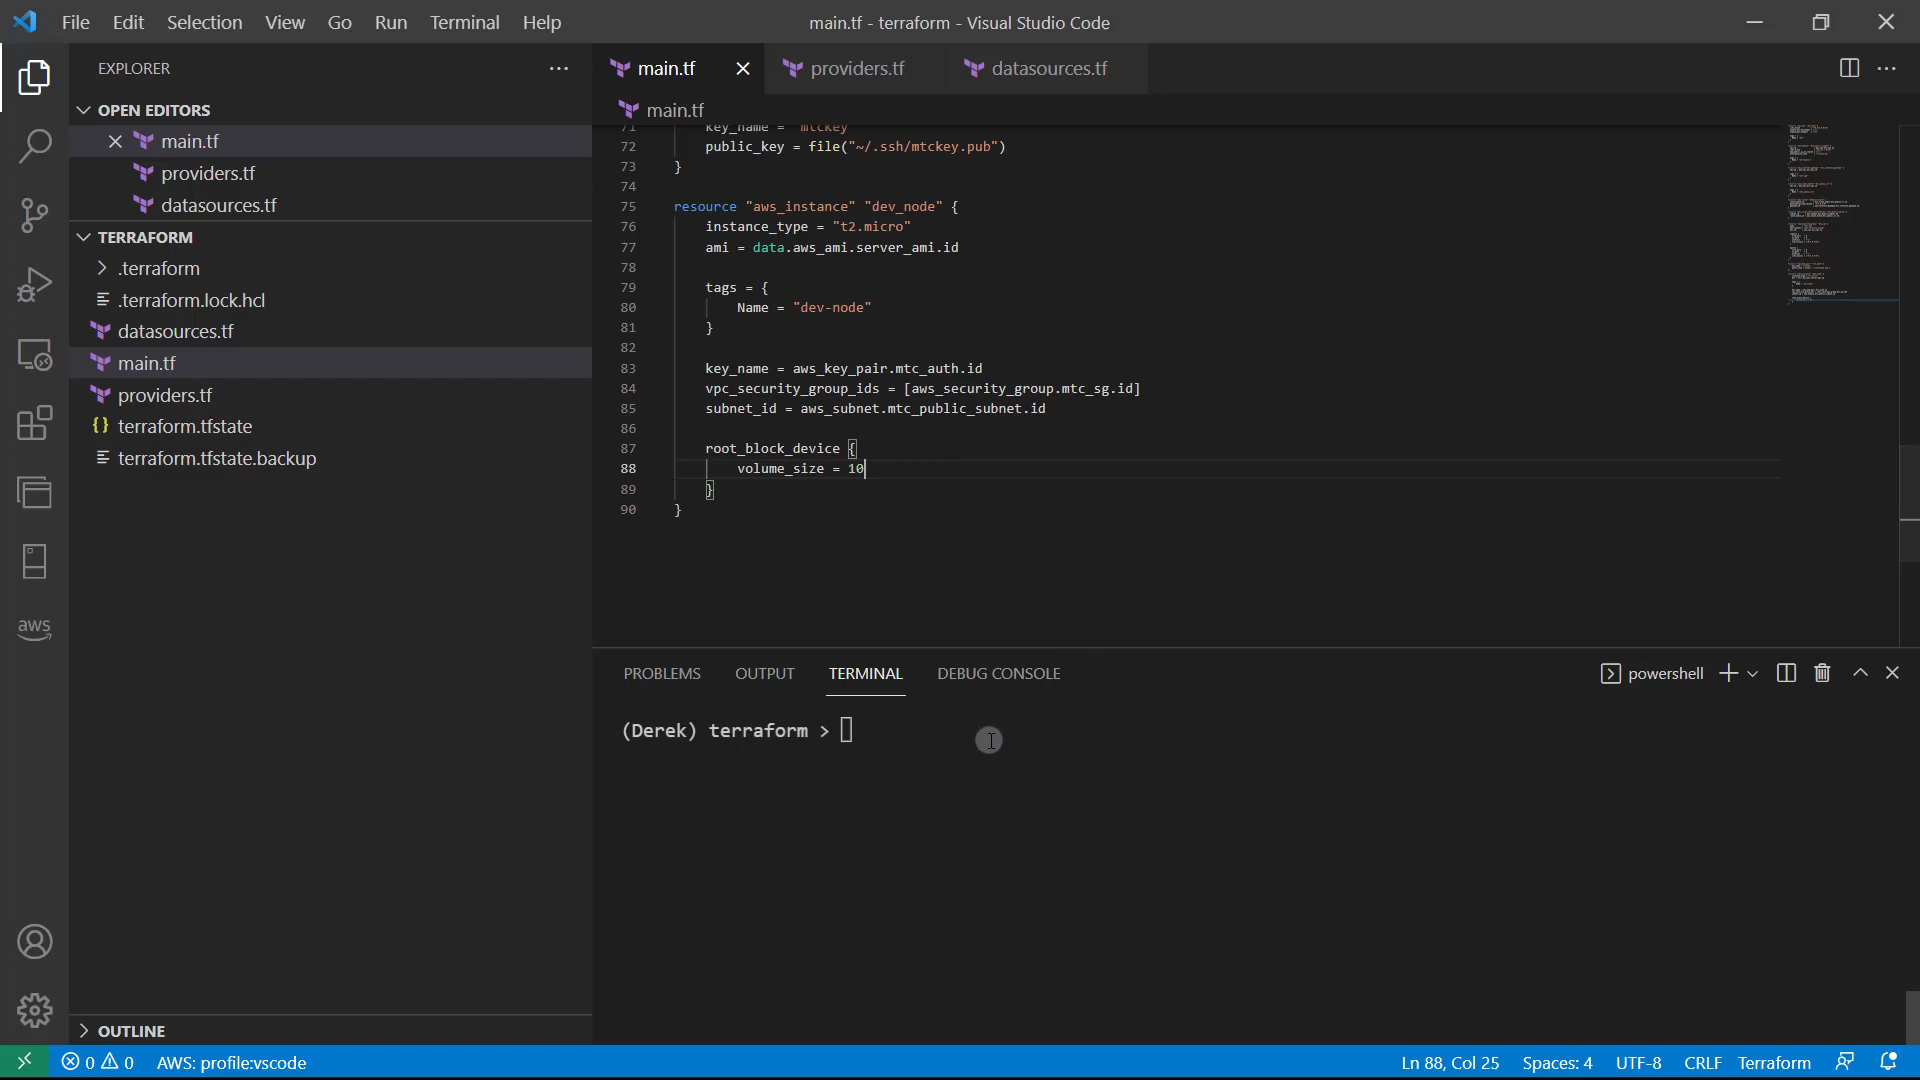 File Edit Selection View Go Run Terminal Help
main.tf - terraform - Visual Studio Code
EXPLORER
OPEN EDITORS
main.tf
providers.tf
datasources.tf
TERRAFORM
.terraform
.terraform.lock.hcl
datasources.tf
main.tf
providers.tf
terraform.tfstate
terraform.tfstate.backup
aws
OUTLINE
main.tf providers.tf datasources.tf
main.tf
71 key_name = "mtckey"
72 public_key = file("~/.ssh/mtckey.pub")
73 }
74
75 resource "aws_instance" "dev_node" {
76 instance_type = "t2.micro"
77 ami = data.aws_ami.server_ami.id
78
79 tags = {
80 Name = "dev-node"
81 }
82
83 key_name = aws_key_pair.mtc_auth.id
84 vpc_security_group_ids = [aws_security_group.mtc_sg.id]
85 subnet_id = aws_subnet.mtc_public_subnet.id
86
87 root_block_device {
88 volume_size = 10
89 }
90 }
PROBLEMS OUTPUT TERMINAL DEBUG CONSOLE
powershell
(Derek) terraform >
0 0 AWS: profile:vscode
Ln 88, Col 25 Spaces: 4 UTF-8 CRLF Terraform